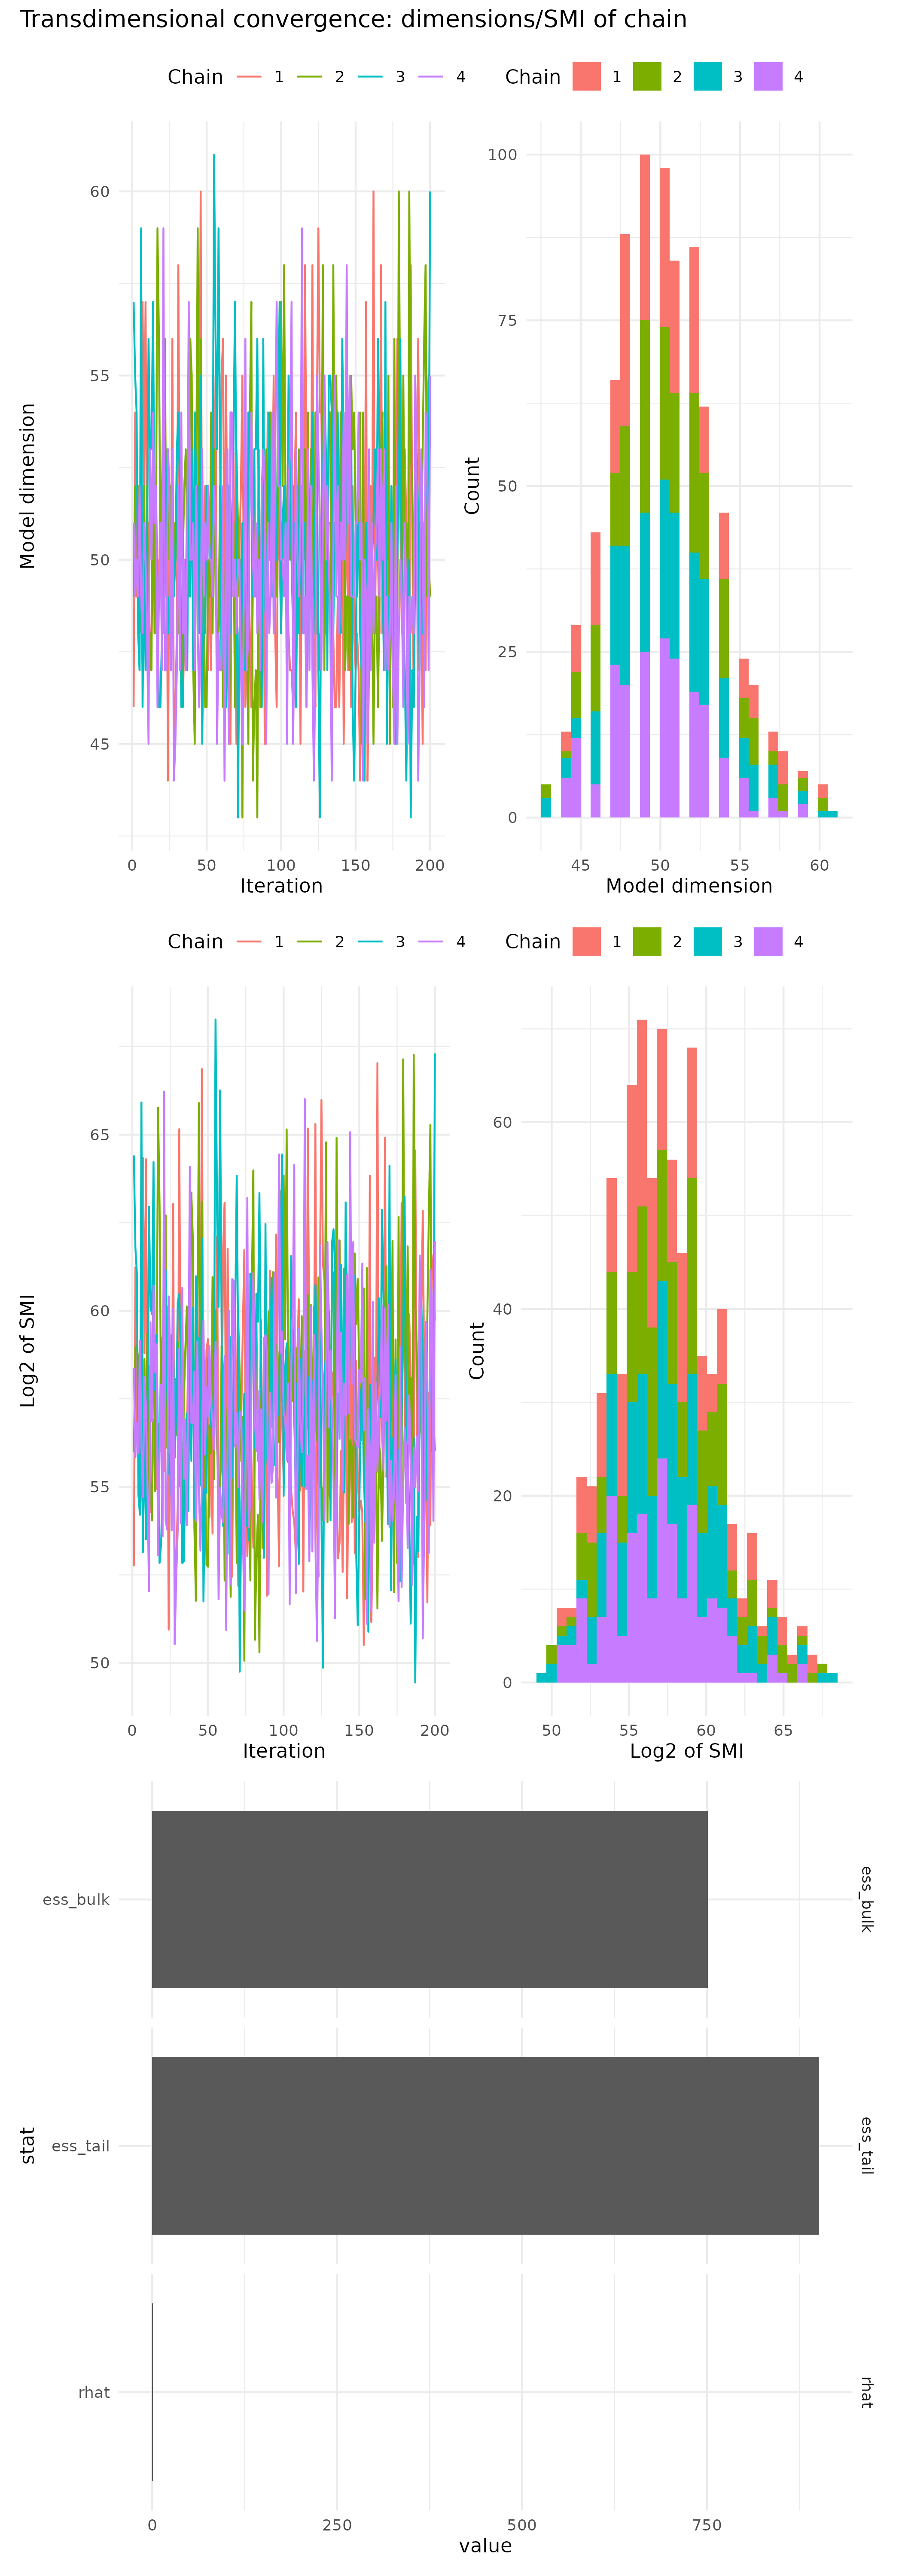 Transdimensional convergence: dimensions/SMI of chain
Chain 1 2 3 4
Chain 1 2 3 4
Model dimension
60
55
50
45
0 50 100 150 200
Iteration
Count
100
75
50
25
0
45 50 55 60
Model dimension
Chain 1 2 3 4
Chain 1 2 3 4
Log2 of SMI
65
60
55
50
0 50 100 150 200
Iteration
Count
60
40
20
0
50 55 60 65
Log2 of SMI
stat
ess_bulk
ess_bulk
ess_tail
ess_tail
rhat
rhat
0 250 500 750
value